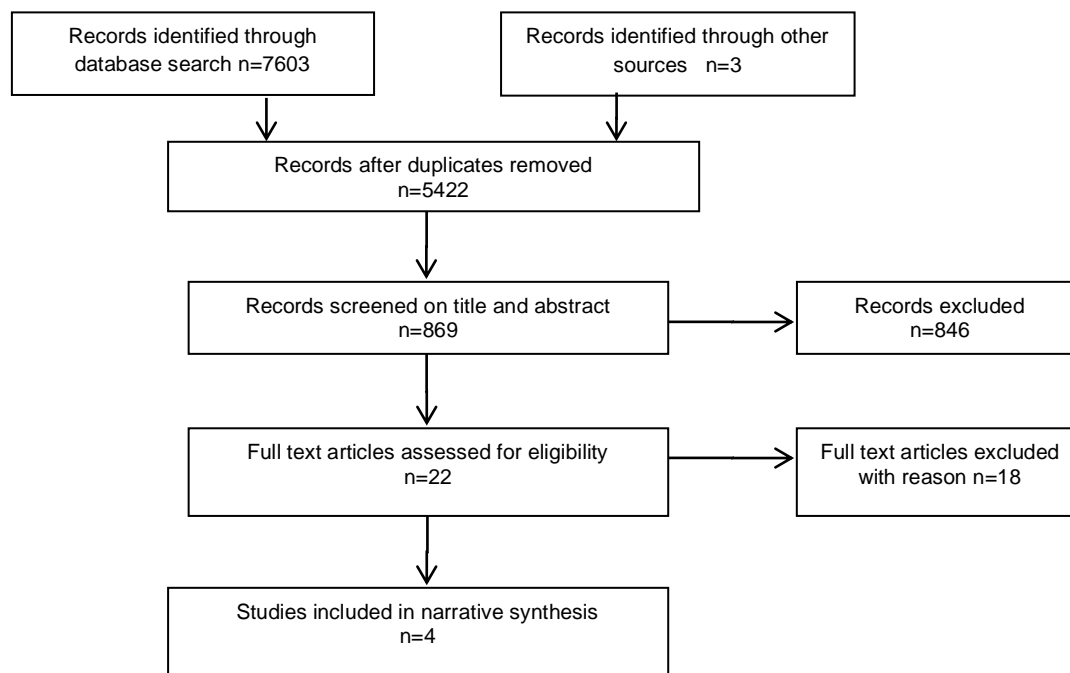 Records identified through
database search n=7603
Records identified through other
sources n=3
Records after duplicates removed
n=5422
Records screened on title and abstract
n=869
Records excluded
n=846
Full text articles assessed for eligibility
n=22
Full text articles excluded
with reason n=18
Studies included in narrative synthesis
n=4